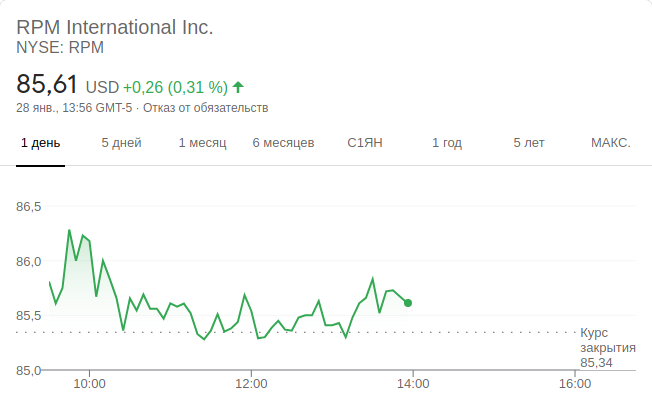 RPM International Inc.
NYSE: RPM
85,61 USD +0,26 (0,31 %)
28 янв., 13:56 GMT-5 · Отказ от обязательств
1 день 5 дней 1 месяц 6 месяцев С1ЯН 1 год 5 лет МАКС.
86,5
86,0
85,5
Курс
закрытия
85,34
85,0
10:00 12:00 14:00 16:00